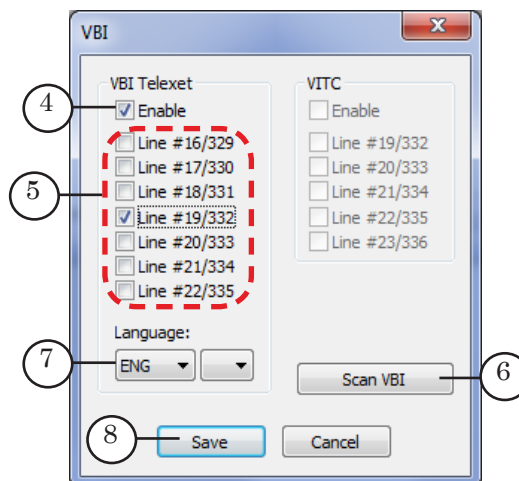 VBI
VBI Telexet
Enable
Line #16/329
Line #17/330
Line #18/331
Line #19/332
Line #20/333
Line #21/334
Line #22/335
Language:
ENG
VITC
Enable
Line #19/332
Line #20/333
Line #21/334
Line #22/335
Line #23/336
Scan VBI
Save
Cancel
4
5
7
8
6